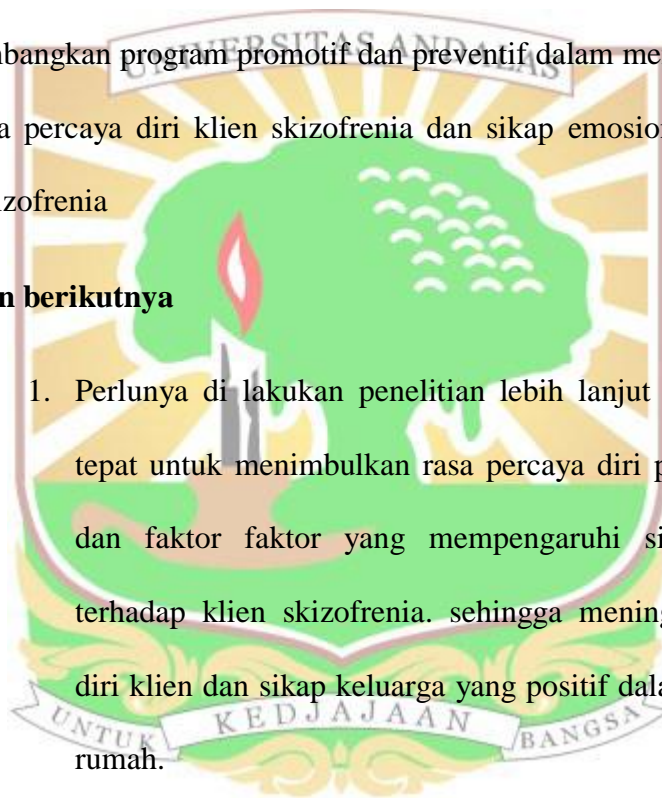 UNIVERSITAS ANDALAS
mbangkan program promotif dan preventif dalam me
a percaya diri klien skizofrenia dan sikap emosion
izofrenia
n berikutnya
1. Perlunya di lakukan penelitian lebih lanjut
tepat untuk menimbulkan rasa percaya diri p
dan faktor faktor yang mempengaruhi si
terhadap klien skizofrenia. sehingga mening
diri klien dan sikap keluarga yang positif dala
UNTUK KEDJAJAAN BANGSA
rumah.